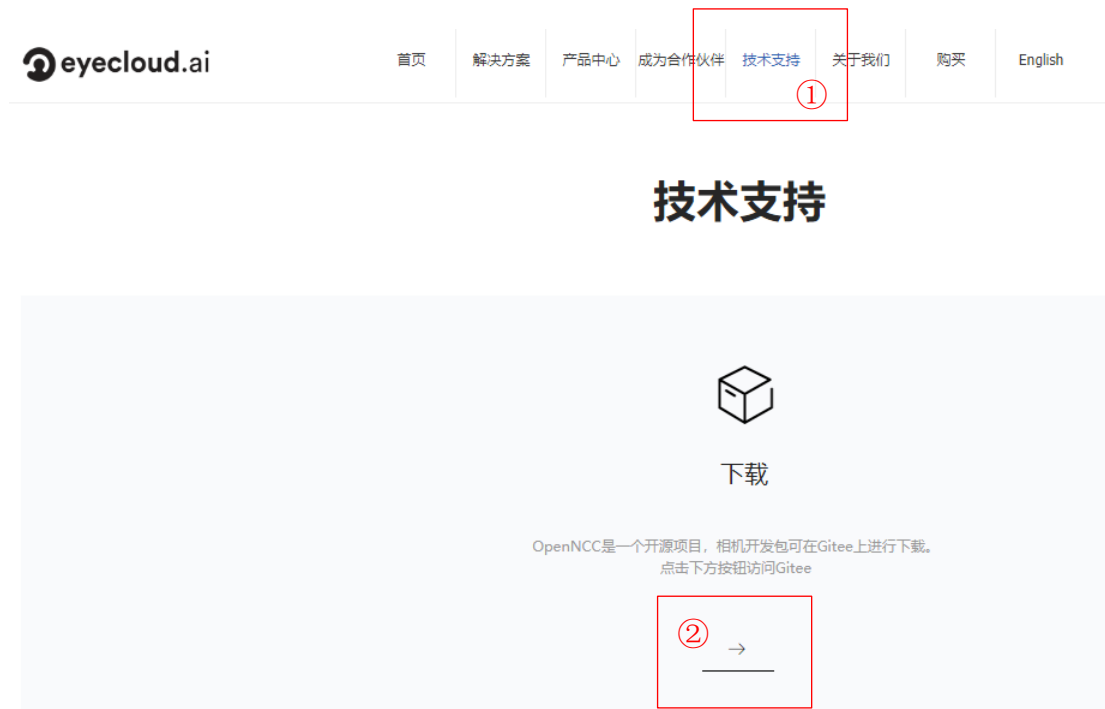 eyecloud.ai
首页 解决方案 产品中心 成为合作伙伴 技术支持 关于我们 购买 English
①
技术支持
下载
OpenNCC是一个开源项目，相机开发包可在Gitee上进行下载。
点击下方按钮访问Gitee
②